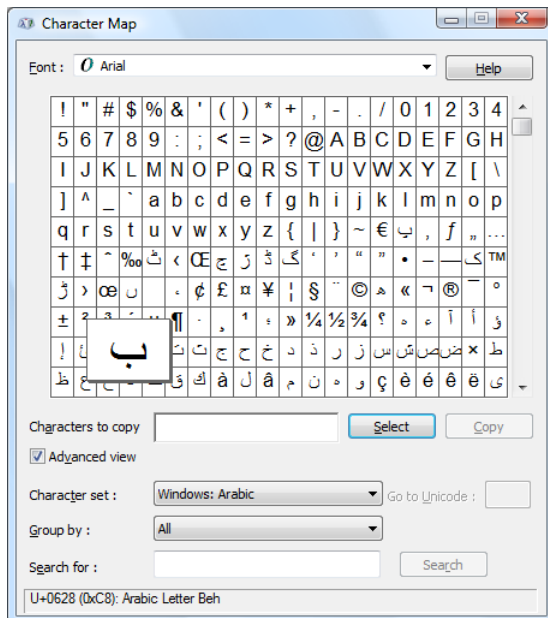 Character Map
Font : O Arial Help
! " # $ % & ' ( ) * + , - . / 0 1 2 3 4
5 6 7 8 9 : ; < = > ? @ A B C D E F G H
I J K L M N O P Q R S T U V W X Y Z [ \
] ^ _ ` a b c d e f g h i j k l m n o p
q r s t u v w x y z { | } ~ € پ ‚ ƒ „ …
† ‡ ˆ ‰ ٹ ‹ Œ چ ژ ڈ گ ‘ ’ “ ” • – — ک ™
ڑ › œ ں ، ¢ £ ¤ ¥ ¦ § ¨ © ھ « ¬ ® ¯ °
± ² ³ ¶ · ¸ ¹ ؛ » ¼ ½ ¾ ہ ؟ ء آ أ ؤ
إ ئ ب ت ث ج ح خ د ذ ر ز س ش ص ض × ط
ظ ع ق ك à ل â م ن ه و ç è é ê ë ى
Characters to copy Select Copy
Advanced view
Character set : Windows: Arabic Go to Unicode :
Group by : All
Search for : Search
U+0628 (0xC8): Arabic Letter Beh